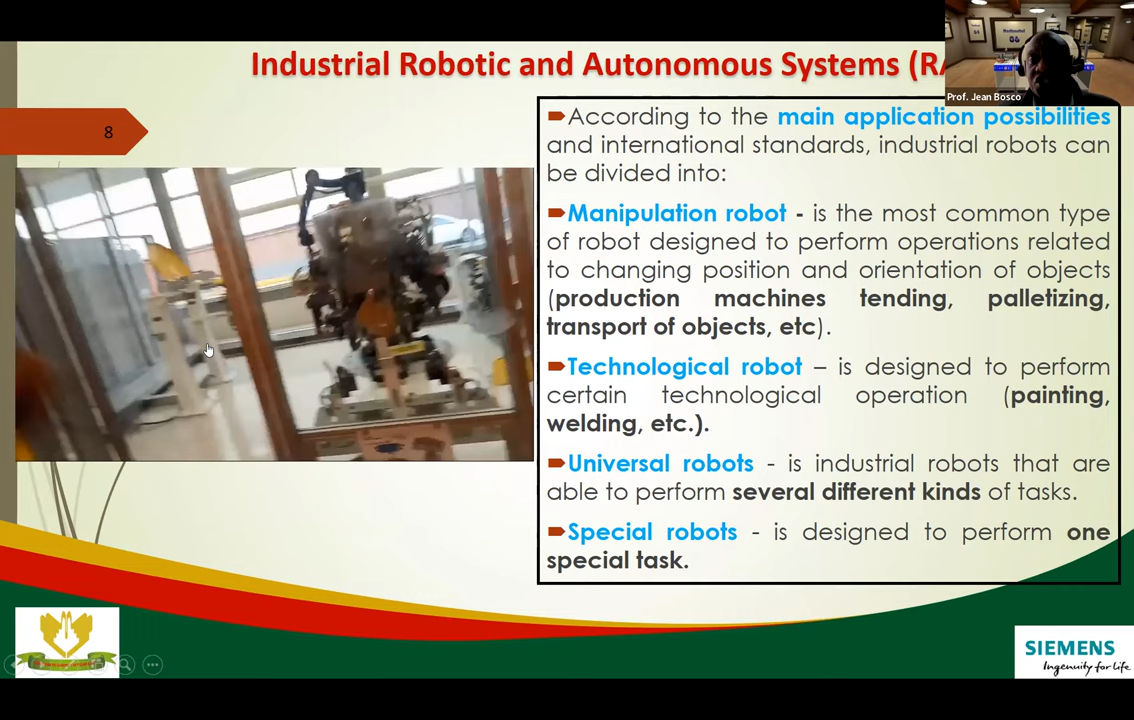 Industrial Robotic and Autonomous Systems (RA
Prof. Jean Bosco
8
According to the main application possibilities
and international standards, industrial robots can
be divided into:
Manipulation robot - is the most common type
of robot designed to perform operations related
to changing position and orientation of objects
(production machines tending, palletizing,
transport of objects, etc).
Technological robot – is designed to perform
certain technological operation (painting,
welding, etc.).
Universal robots - is industrial robots that are
able to perform several different kinds of tasks.
Special robots - is designed to perform one
special task.
SIEMENS
Ingenuity for life